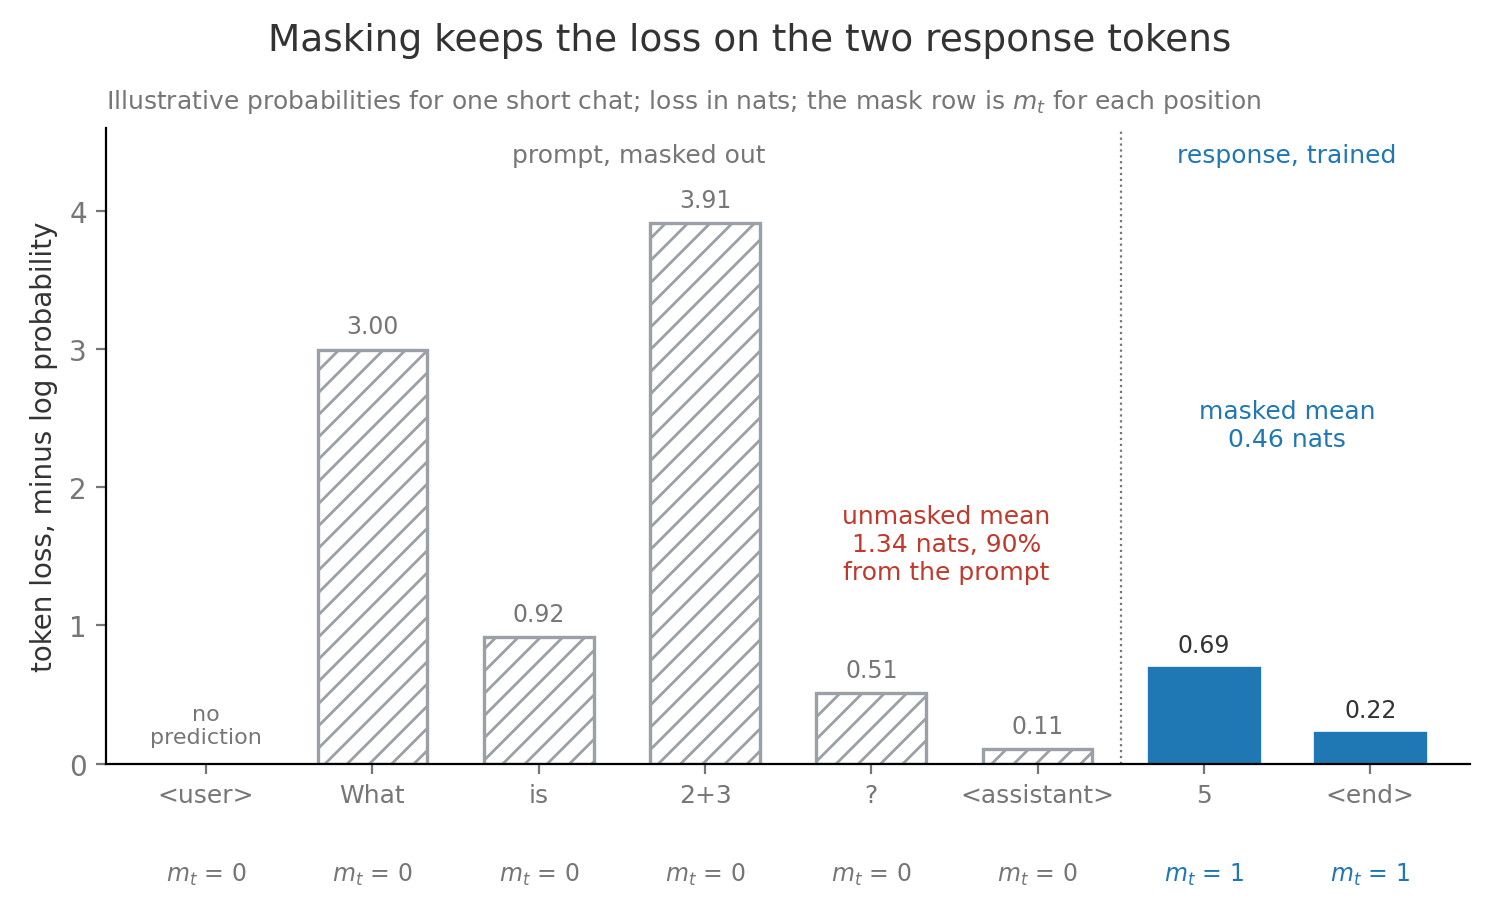 Masking keeps the loss on the two response tokens
Illustrative probabilities for one short chat; loss in nats; the mask row is m_t for each position
token loss, minus log probability
4
3
2
1
0
prompt, masked out
response, trained
no
prediction
3.00
0.92
3.91
0.51
0.11
0.69
0.22
unmasked mean
1.34 nats, 90%
from the prompt
masked mean
0.46 nats
<user> What is 2+3 ? <assistant> 5 <end>
m_t = 0 m_t = 0 m_t = 0 m_t = 0 m_t = 0 m_t = 0 m_t = 1 m_t = 1